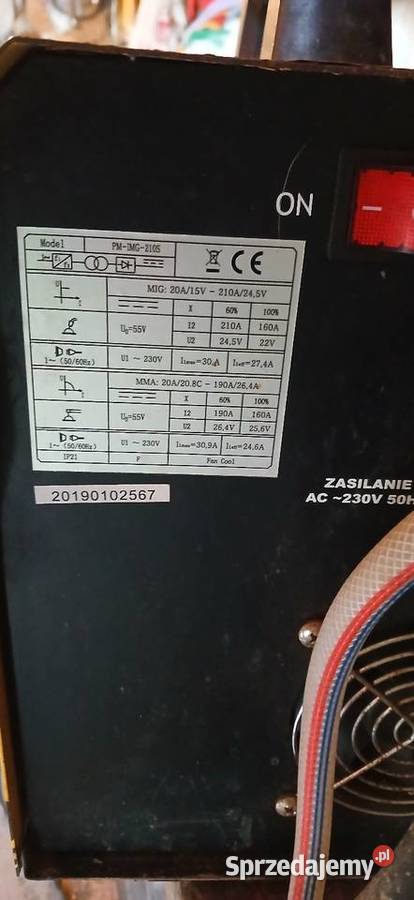 ON
Model PM-IMG-210S
CE
MIG: 20A/15V - 210A/24,5V
X 60% 100%
U₀=55V I2 210A 160A
U2 24,5V 22V
1~ (50/60Hz) U1 ~ 230V I1max=30,A I1eff=27,4A
MMA: 20A/20.8C - 190A/26,4A
X 60% 100%
U₀=55V I2 190A 160A
U2 26,4V 25,6V
1~ (50/60Hz) U1 ~ 230V I1max=30,9A I1eff=24,6A
IP21 F Fan Cool
20190102567
ZASILANIE
AC ~230V 50H
Sprzedajemy.pl